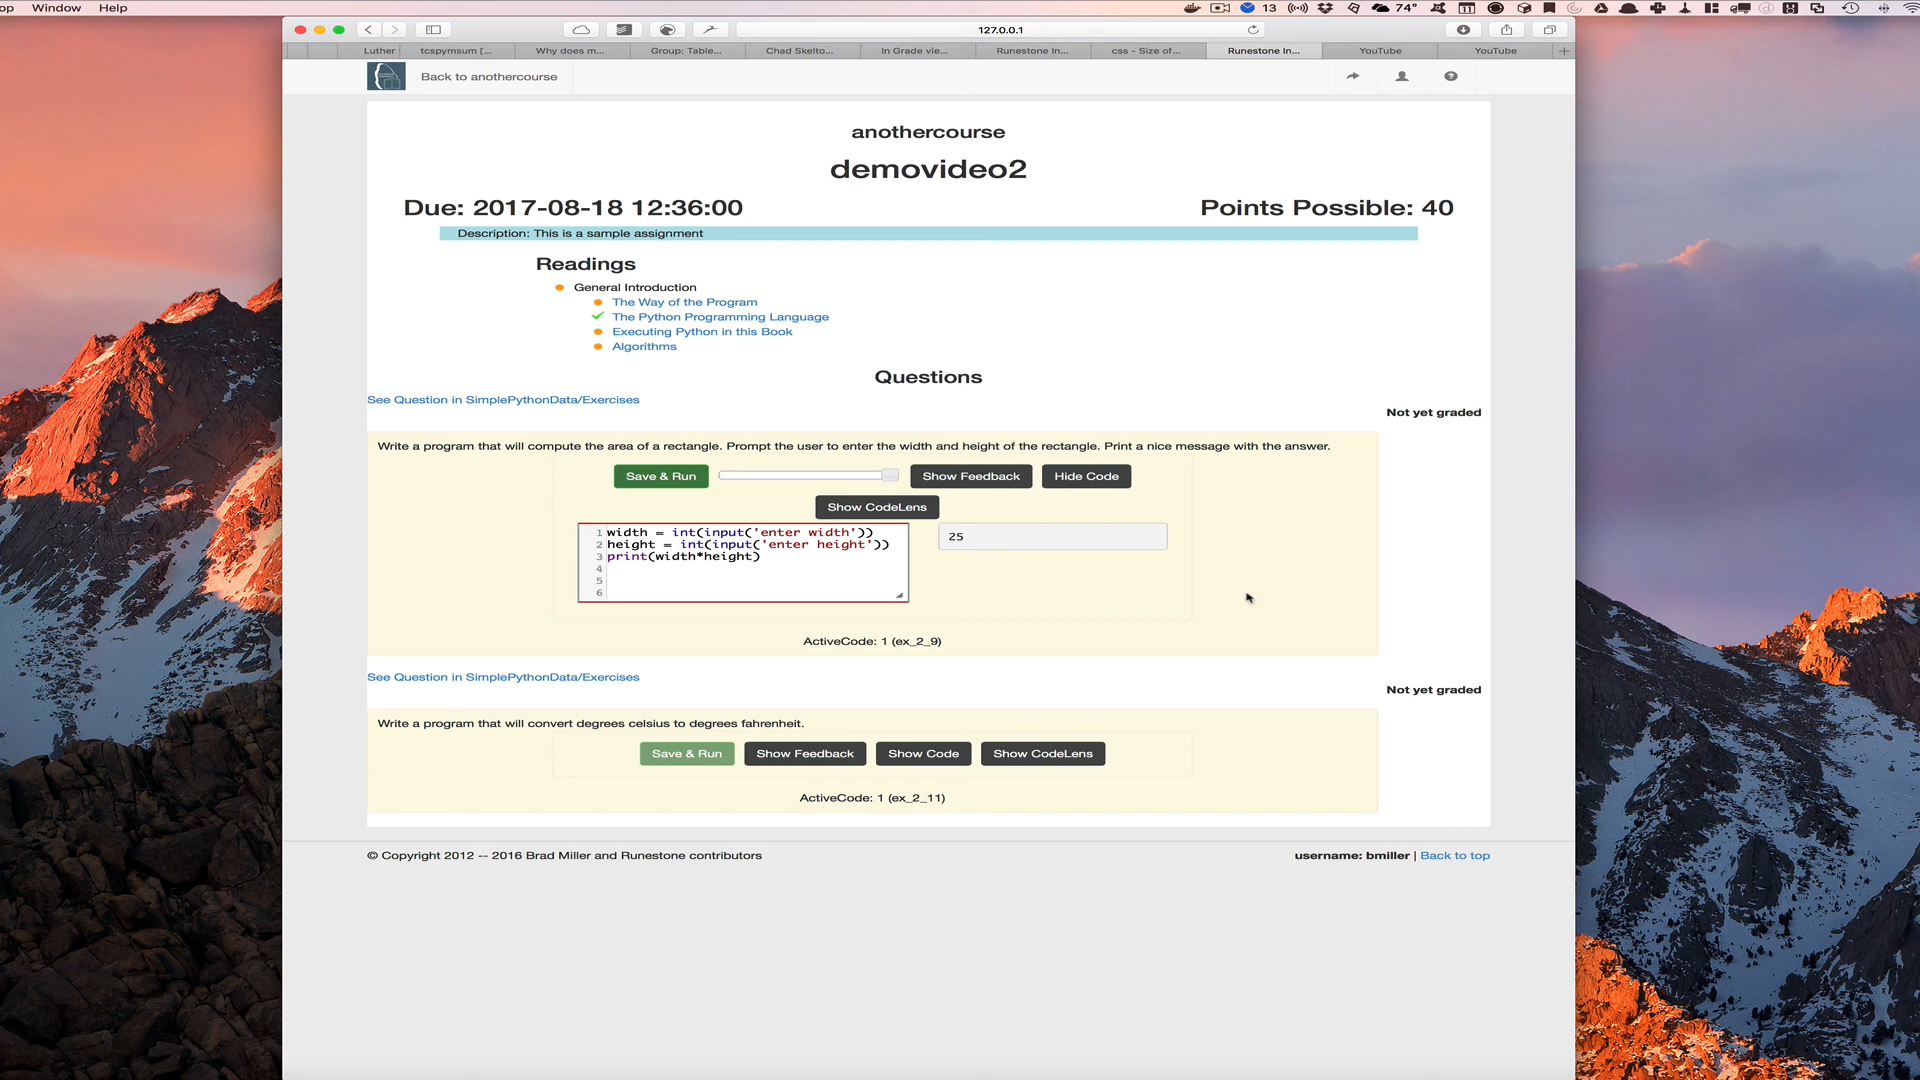 op Window Help
13 74° 11
127.0.0.1
Luther tcspymsum [... Why does m... Group: Table... Chad Skelto... In Grade vie... Runestone In... css - Size of... Runestone In... YouTube YouTube
Back to anothercourse
anothercourse
demovideo2
Due: 2017-08-18 12:36:00 Points Possible: 40
Description: This is a sample assignment
Readings
General Introduction
The Way of the Program
The Python Programming Language
Executing Python in this Book
Algorithms
Questions
See Question in SimplePythonData/Exercises
Not yet graded
Write a program that will compute the area of a rectangle. Prompt the user to enter the width and height of the rectangle. Print a nice message with the answer.
Save & Run Show Feedback Hide Code
Show CodeLens
1 width = int(input('enter width'))
2 height = int(input('enter height'))
3 print(width*height)
4
5
6
25
ActiveCode: 1 (ex_2_9)
See Question in SimplePythonData/Exercises
Not yet graded
Write a program that will convert degrees celsius to degrees fahrenheit.
Save & Run Show Feedback Show Code Show CodeLens
ActiveCode: 1 (ex_2_11)
© Copyright 2012 -- 2016 Brad Miller and Runestone contributors username: bmiller | Back to top